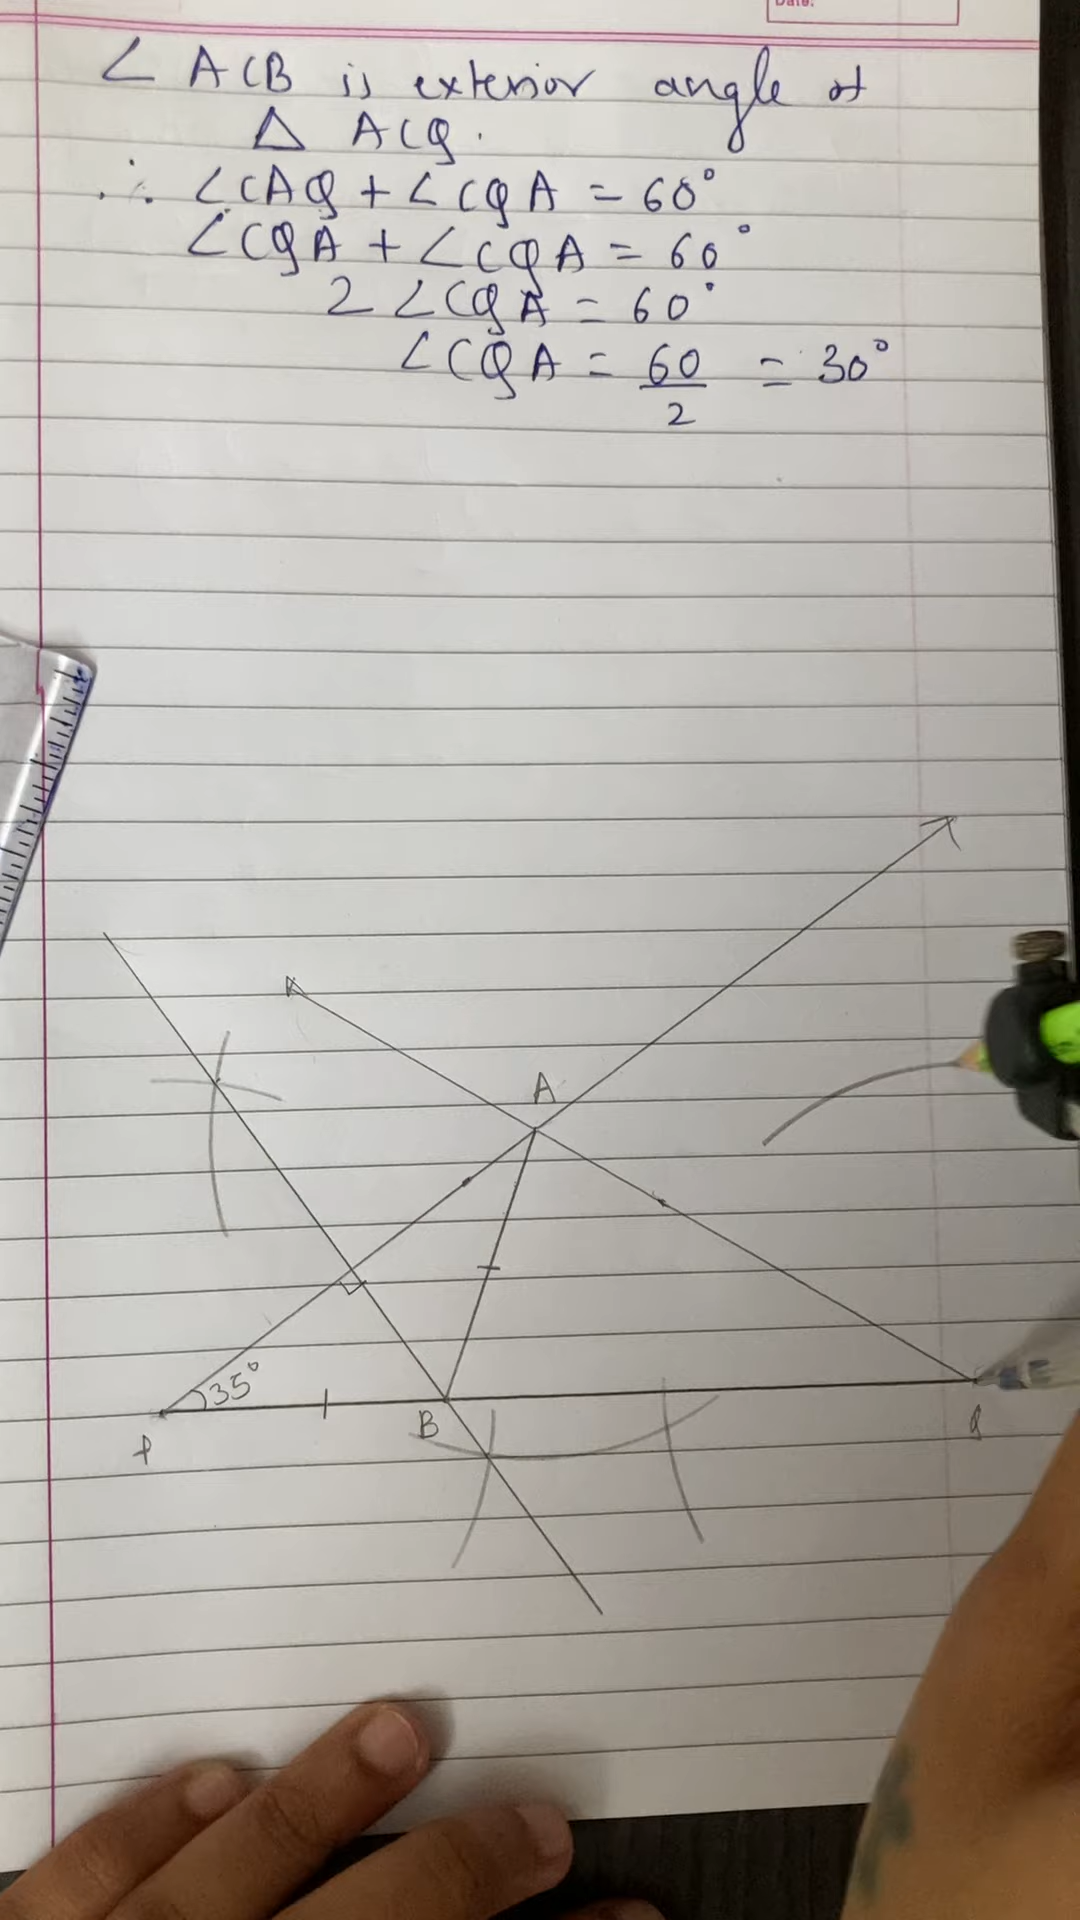 Date:
∠ ACB is exterior angle of
△ ACQ.
∴ ∠CAQ + ∠CQA = 60°
∠CQA + ∠CQA = 60°
2 ∠CQA = 60°
∠CQA = 60/2 = 30°
A
35°
P
B
Q